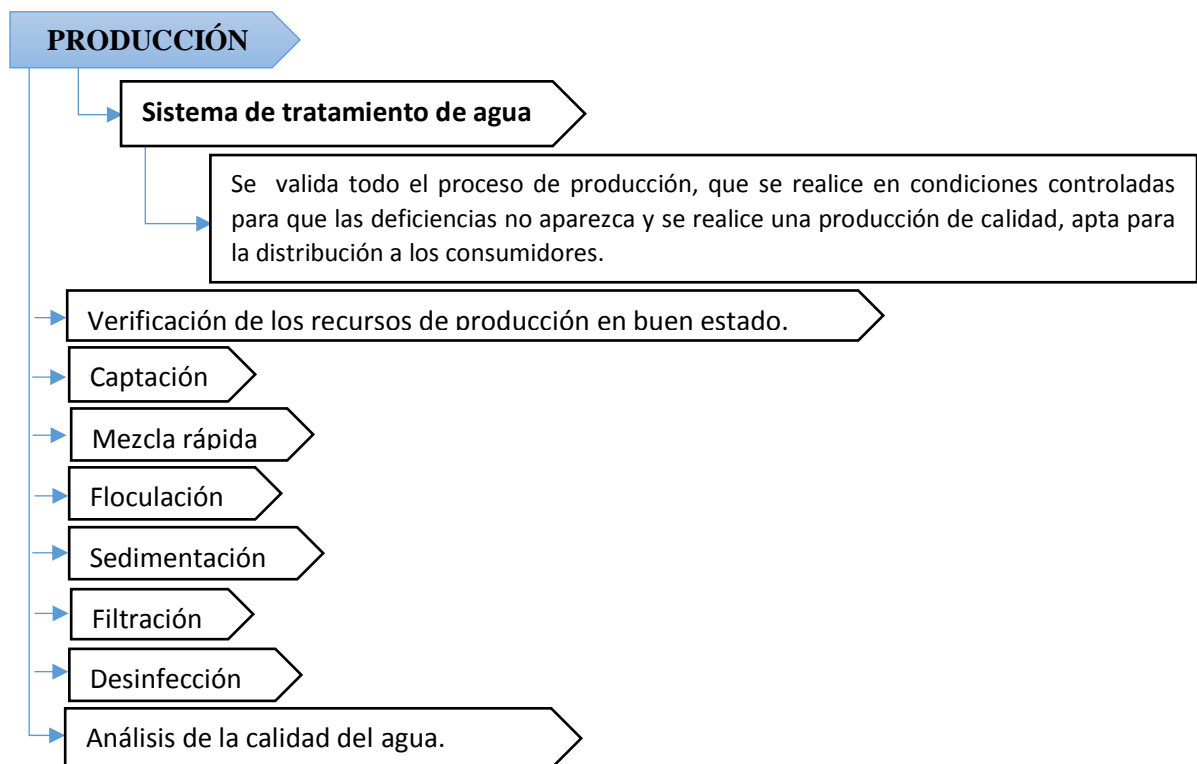 PRODUCCIÓN
Sistema de tratamiento de agua
Se valida todo el proceso de producción, que se realice en condiciones controladas
para que las deficiencias no aparezca y se realice una producción de calidad, apta para
la distribución a los consumidores.
Verificación de los recursos de producción en buen estado.
Captación
Mezcla rápida
Floculación
Sedimentación
Filtración
Desinfección
Análisis de la calidad del agua.